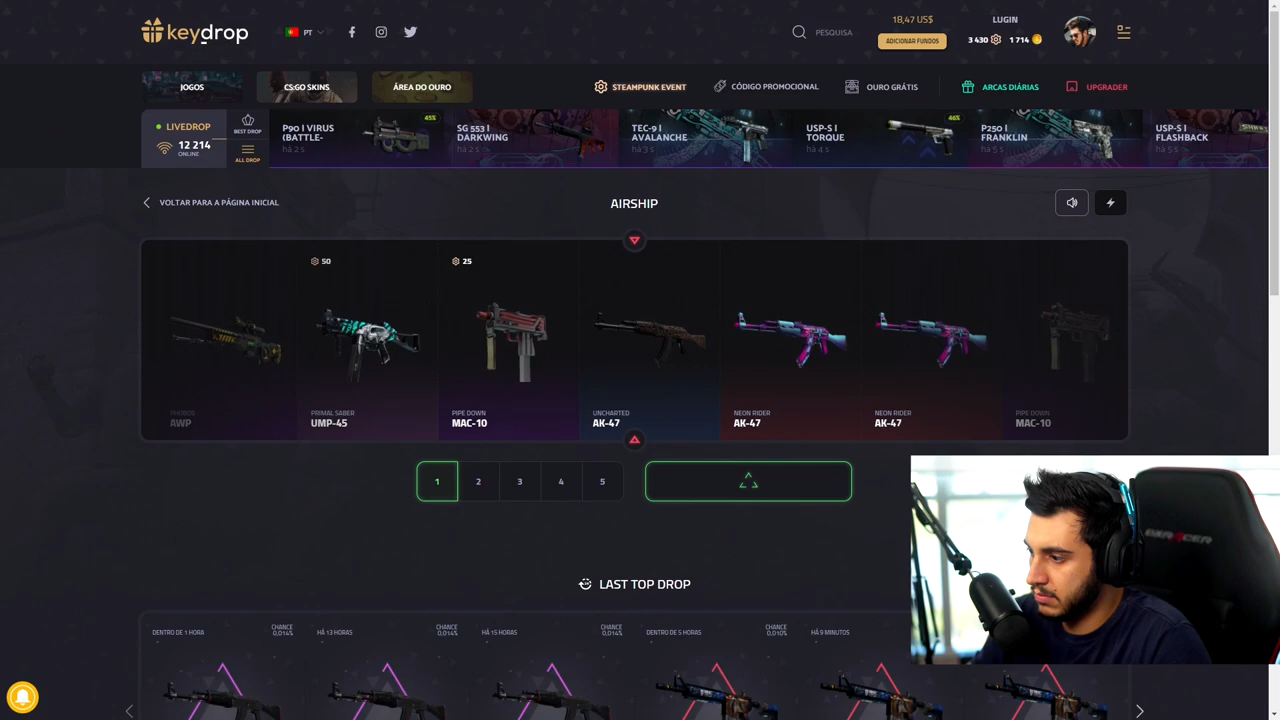 keydrop
PT
PESQUISA
18,47 US$
ADICIONAR FUNDOS
LUGIN
3 430
1 714
JOGOS
CS:GO SKINS
ÁREA DO OURO
STEAMPUNK EVENT
CÓDIGO PROMOCIONAL
OURO GRÁTIS
ARCAS DIÁRIAS
UPGRADER
LIVEDROP
12 214
ONLINE
BEST DROP
ALL DROP
P90 | VIRUS
(BATTLE-
há 2 s
45%
SG 553 |
DARKWING
há 2 s
TEC-9 |
AVALANCHE
há 3 s
USP-S |
TORQUE
há 4 s
46%
P250 |
FRANKLIN
há 5 s
USP-S |
FLASHBACK
há 5 s
VOLTAR PARA A PÁGINA INICIAL
AIRSHIP
50
25
PHOBOS
AWP
PRIMAL SABER
UMP-45
PIPE DOWN
MAC-10
UNCHARTED
AK-47
NEON RIDER
AK-47
NEON RIDER
AK-47
PIPE DOWN
MAC-10
1
2
3
4
5
LAST TOP DROP
DENTRO DE 1 HORA
CHANCE
0,014%
HÁ 13 HORAS
CHANCE
0,014%
HÁ 15 HORAS
CHANCE
0,014%
DENTRO DE 5 HORAS
CHANCE
0,010%
HÁ 9 MINUTOS